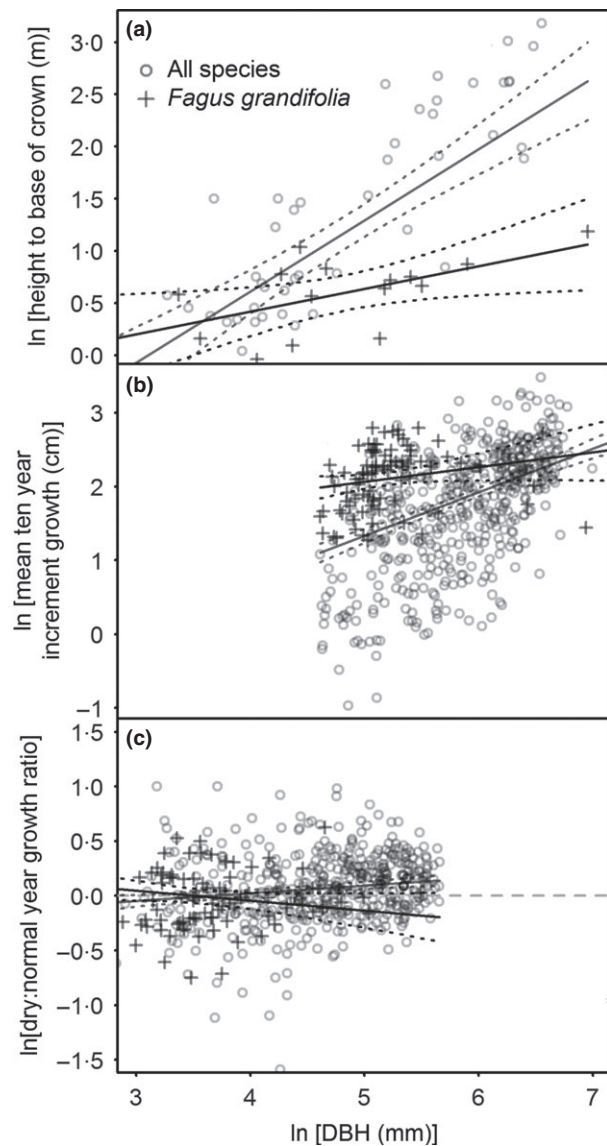 (a)
3·0
2·5
2·0
1·5
1·0
0·5
0·0
ln [height to base of crown (m)]
All species
Fagus grandifolia
(b)
3
2
1
0
–1
ln [mean ten year
increment growth (cm)]
(c)
1·5
1·0
0·5
0·0
–0·5
–1·0
–1·5
ln[dry:normal year growth ratio]
3 4 5 6 7
ln [DBH (mm)]